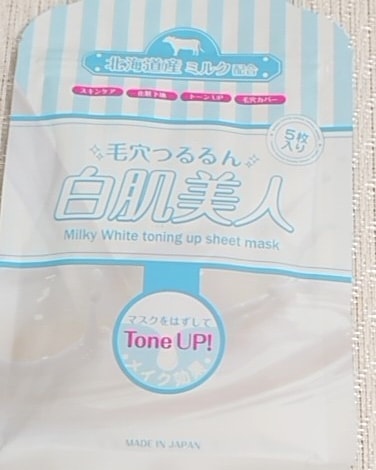 北海道産ミルク配合
スキンケア 化粧下地 トーンUP 毛穴カバー
5枚
入り
毛穴つるるん
白肌美人
Milky White toning up sheet mask
マスクをはずして
Tone UP!
メイク効果
MADE IN JAPAN